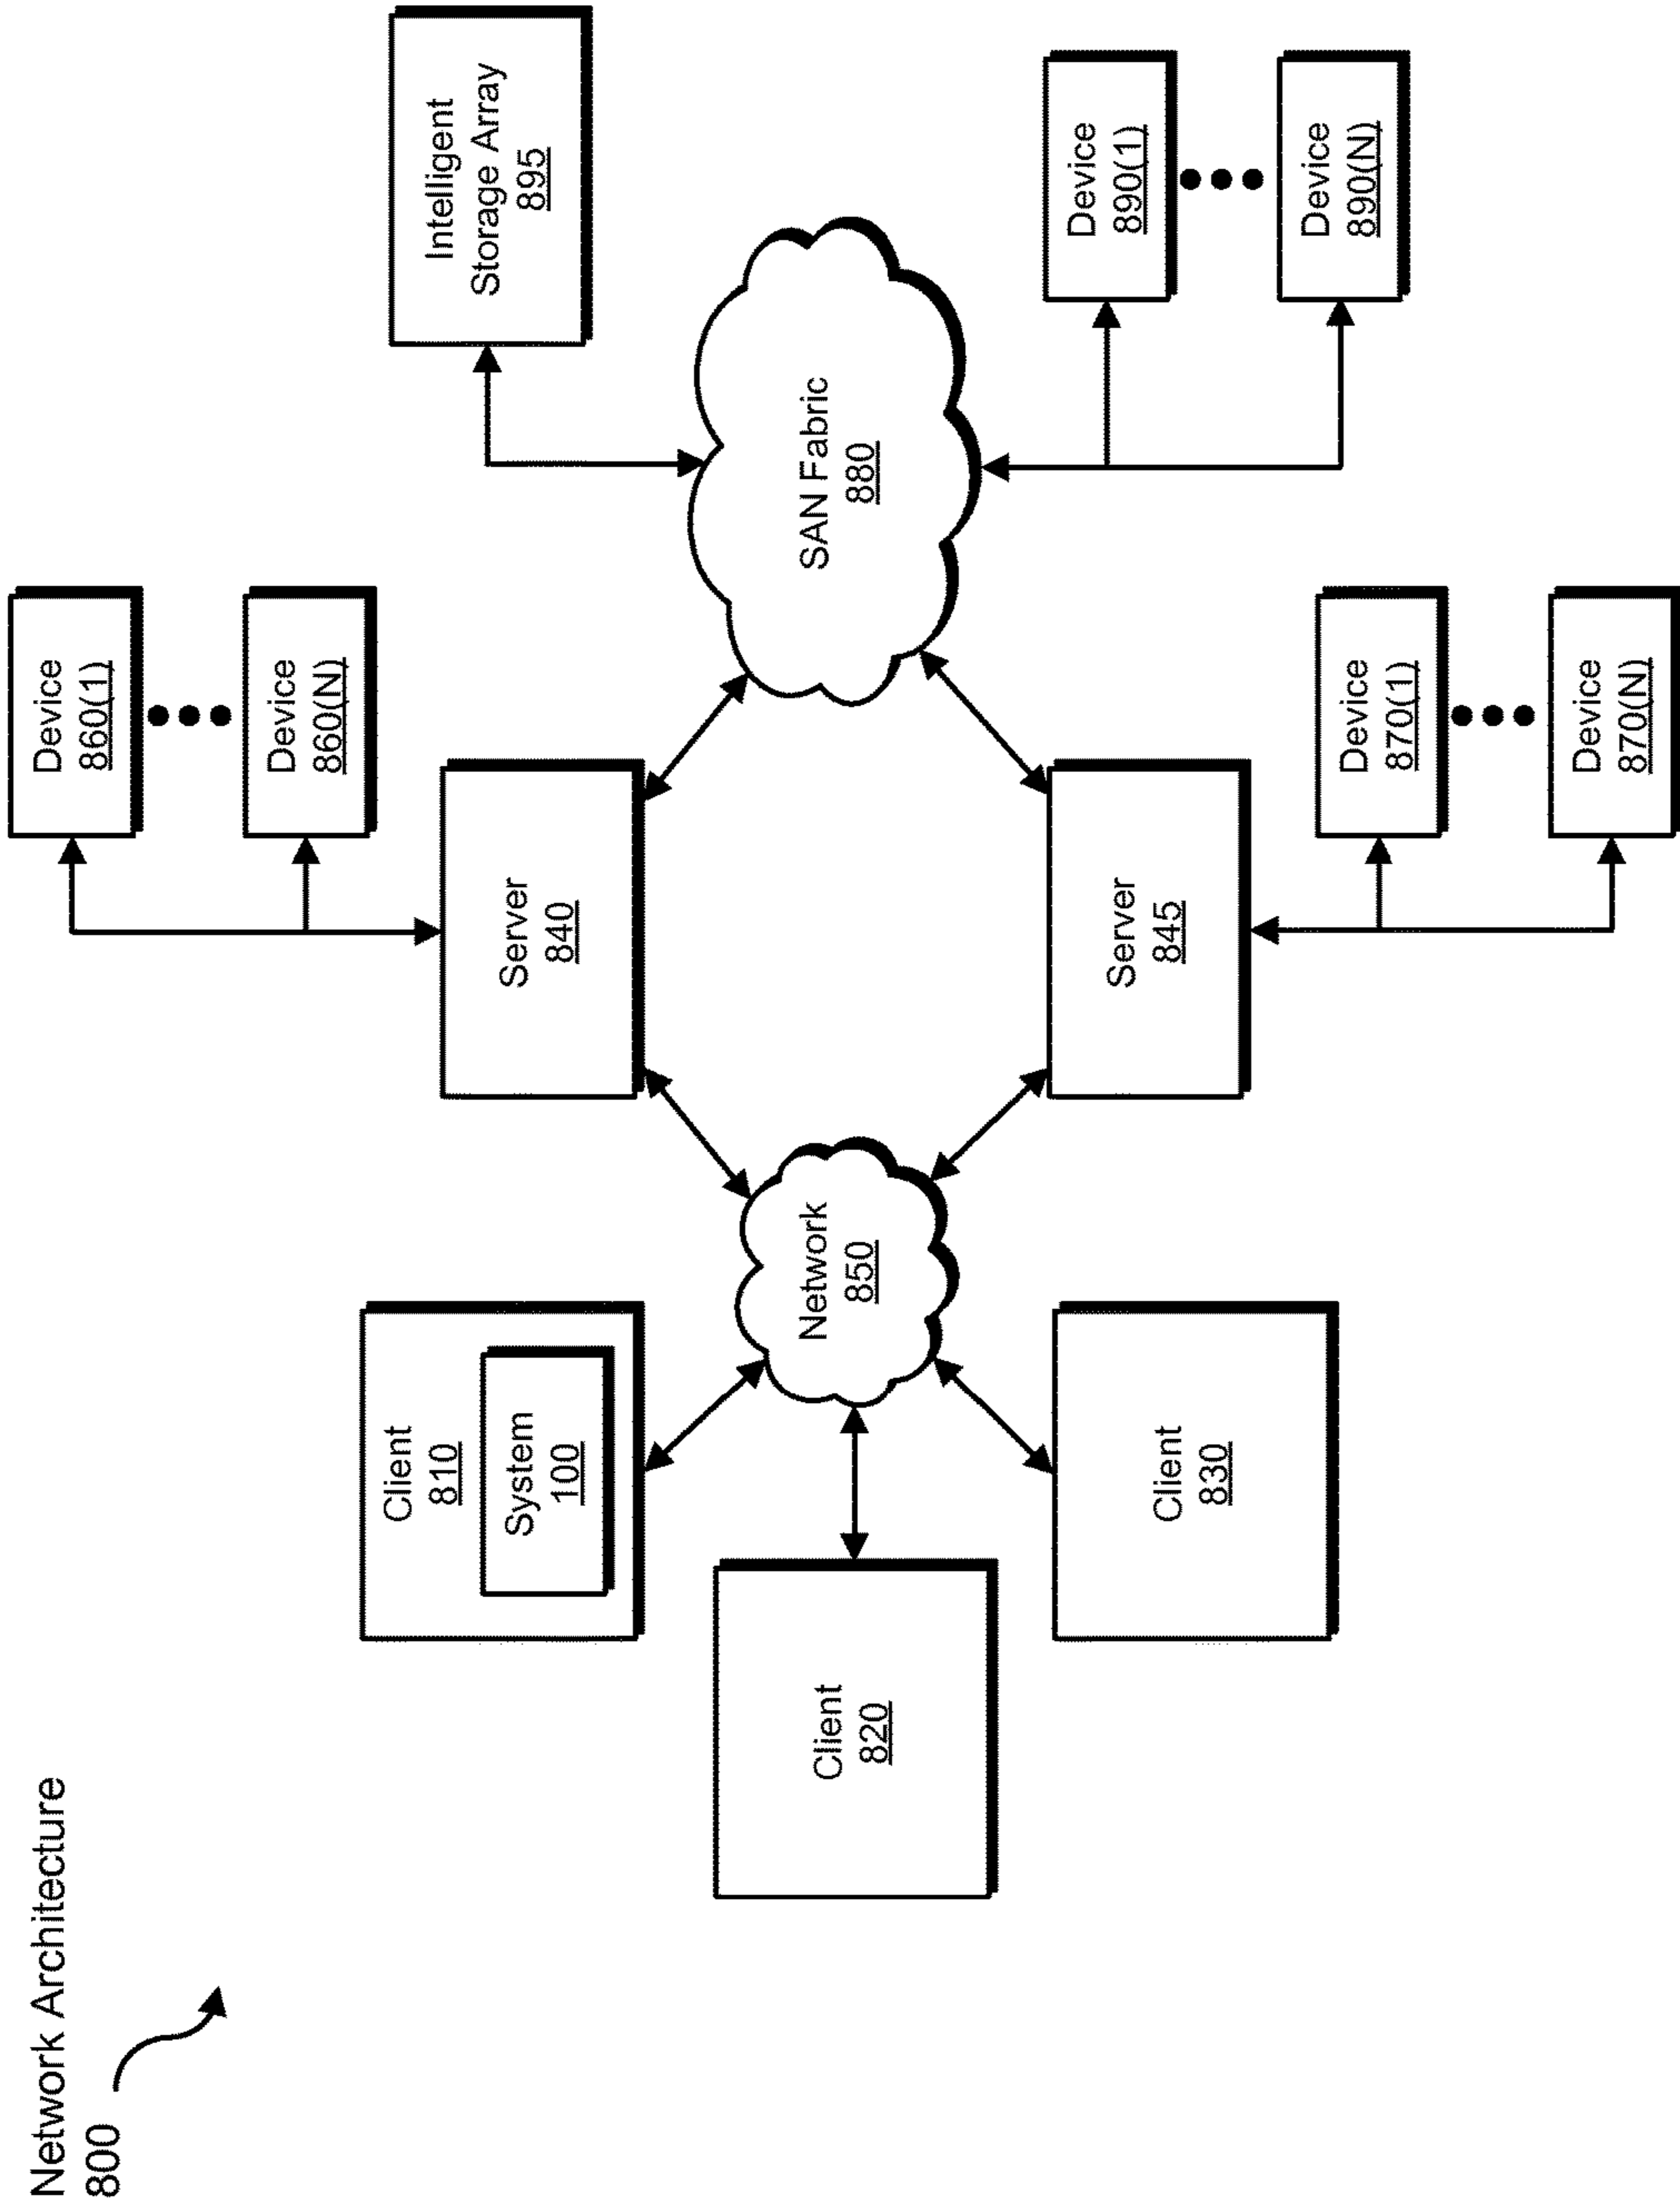 Network Architecture
800
Client
810
System
100
Client
820
Client
830
Network
850
Server
840
Server
845
Device
860(1)
Device
860(N)
Device
870(1)
Device
870(N)
SAN Fabric
880
Intelligent
Storage Array
895
Device
890(1)
Device
890(N)